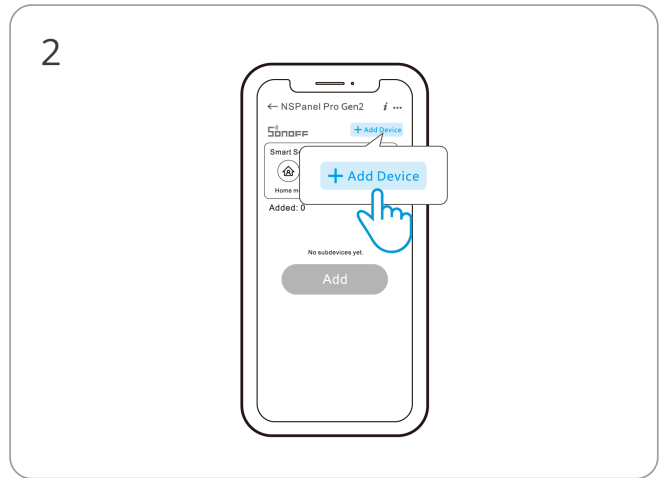 2
← NSPanel Pro Gen2 i ...
SONOFF
+ Add Device
Smart S
+ Add Device
Home m
Added: 0
No subdevices yet.
Add